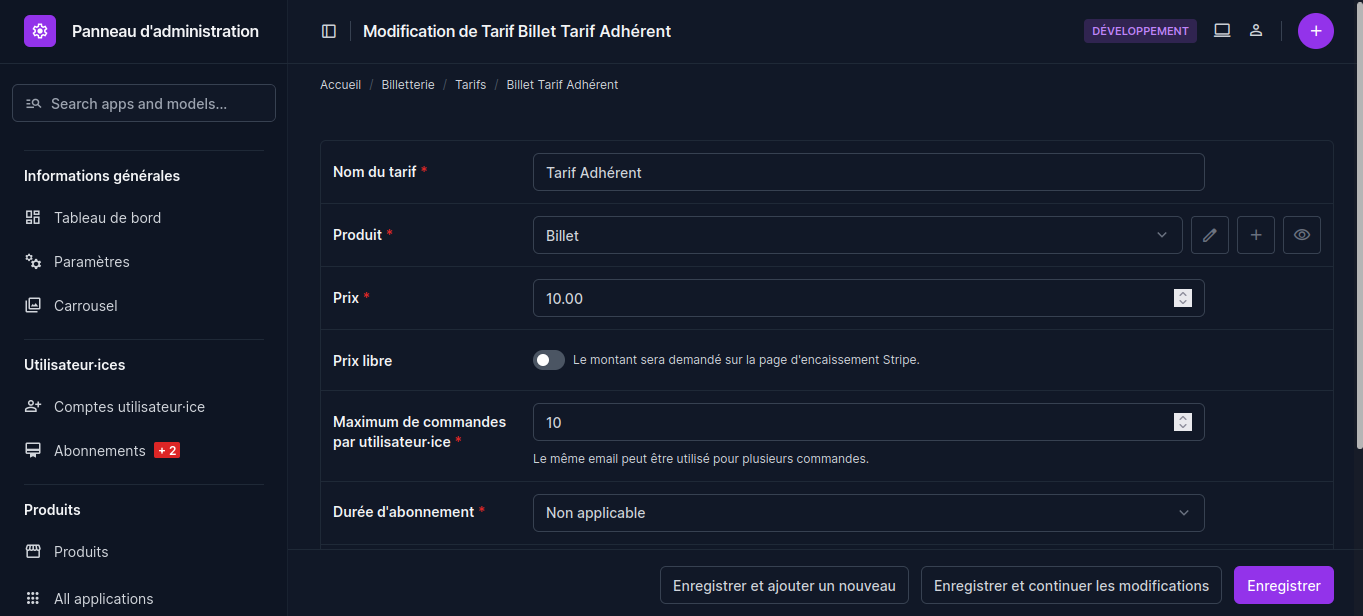 Panneau d'administration
Modification de Tarif Billet Tarif Adhérent
DÉVELOPPEMENT
Search apps and models...
Accueil / Billetterie / Tarifs / Billet Tarif Adhérent
Informations générales
Tableau de bord
Paramètres
Carrousel
Utilisateur·ices
Comptes utilisateur·ice
Abonnements + 2
Produits
Produits
All applications
Nom du tarif *
Tarif Adhérent
Produit *
Billet
Prix *
10.00
Prix libre
Le montant sera demandé sur la page d'encaissement Stripe.
Maximum de commandes
par utilisateur·ice *
10
Le même email peut être utilisé pour plusieurs commandes.
Durée d'abonnement *
Non applicable
Enregistrer et ajouter un nouveau
Enregistrer et continuer les modifications
Enregistrer